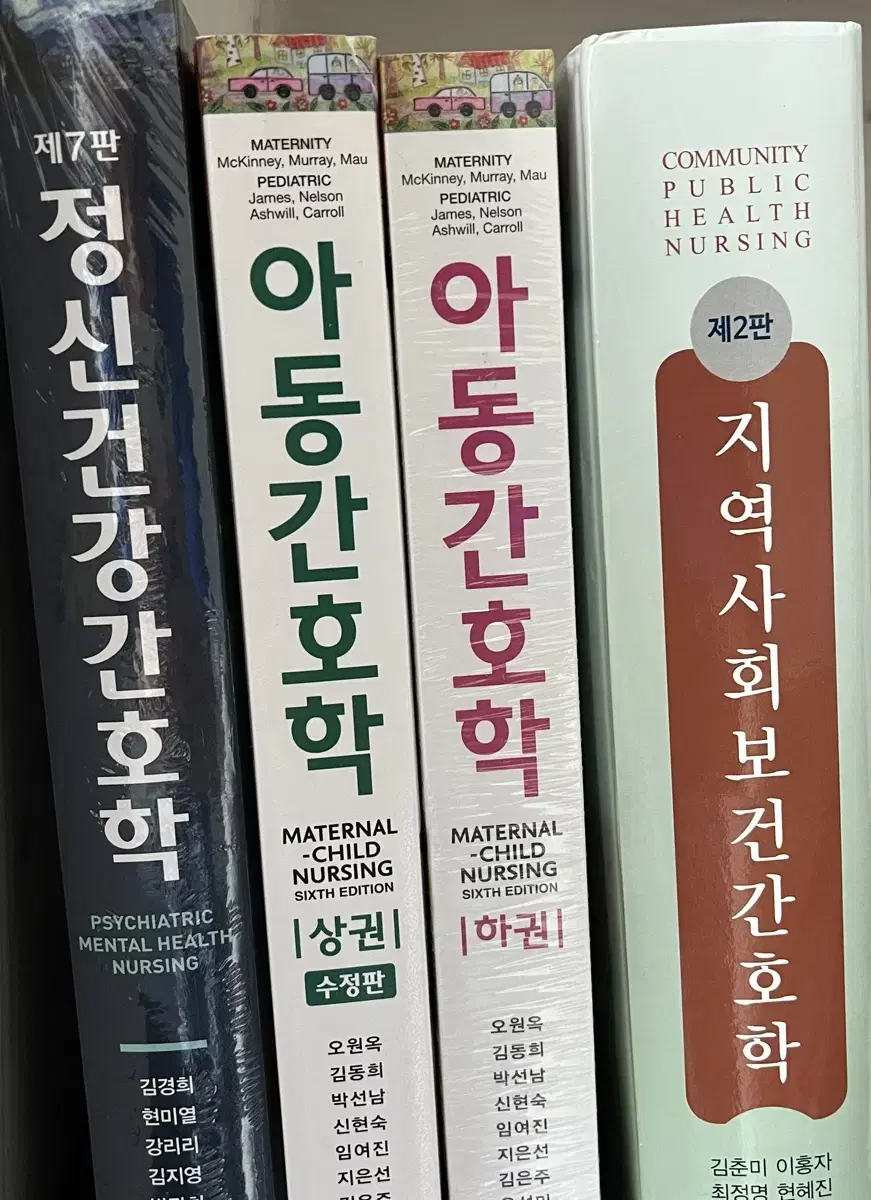 제7판
정신건강간호학
PSYCHIATRIC
MENTAL HEALTH
NURSING
김경희
현미열
강리리
김지영
MATERNITY
McKinney, Murray, Mau
PEDIATRIC
James, Nelson
Ashwill, Carroll
아동간호학
MATERNAL
-CHILD
NURSING
SIXTH EDITION
상권
수정판
오원옥
김동희
박선남
신현숙
임여진
지은선
김은주
MATERNITY
McKinney, Murray, Mau
PEDIATRIC
James, Nelson
Ashwill, Carroll
아동간호학
MATERNAL
-CHILD
NURSING
SIXTH EDITION
하권
오원옥
김동희
박선남
신현숙
임여진
지은선
김은주
COMMUNITY
PUBLIC
HEALTH
NURSING
제2판
지역사회보건간호학
김춘미 이홍자
최정명 현혜진